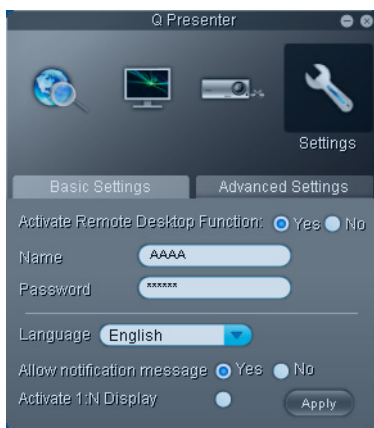 Q Presenter
Settings
Basic Settings Advanced Settings
Activate Remote Desktop Function: Yes No
Name AAAA
Password ******
Language English
Allow notification message Yes No
Activate 1:N Display Apply